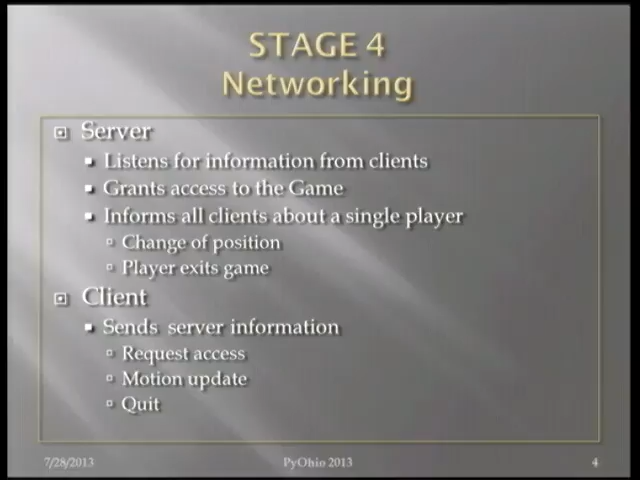 STAGE 4
Networking
Server
Listens for information from clients
Grants access to the Game
Informs all clients about a single player
Change of position
Player exits game
Client
Sends server information
Request access
Motion update
Quit
7/28/2013
PyOhio 2013
4